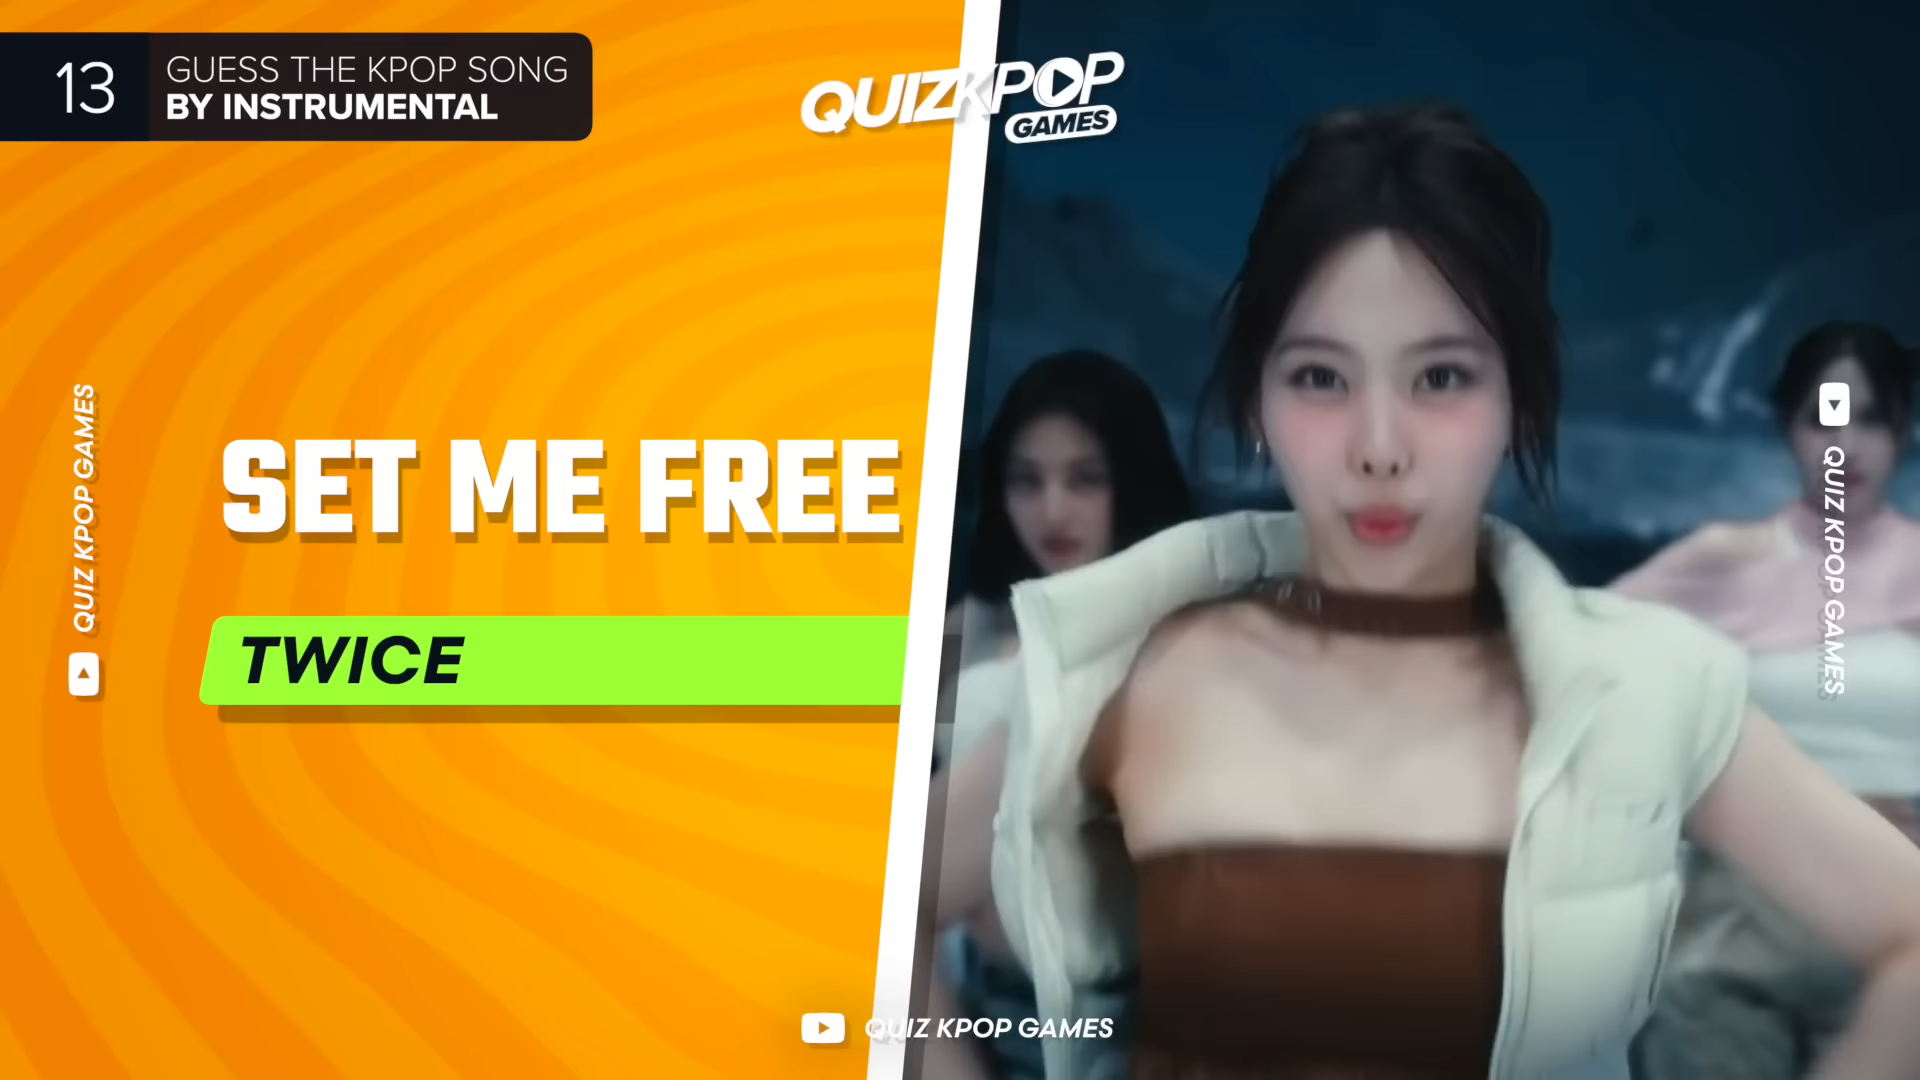 13
GUESS THE KPOP SONG
BY INSTRUMENTAL
QUIZKPOP
GAMES
SET ME FREE
TWICE
QUIZ KPOP GAMES
QUIZ KPOP GAMES
QUIZ KPOP GAMES